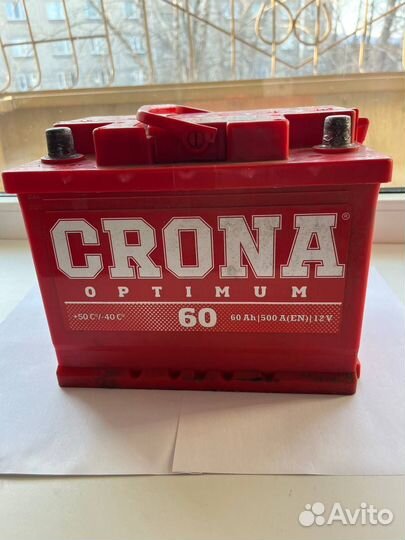 CRONA®
OPTIMUM
+50 C°/-40 C° 60 60 Ah|500 A(EN)|12 V
Avito